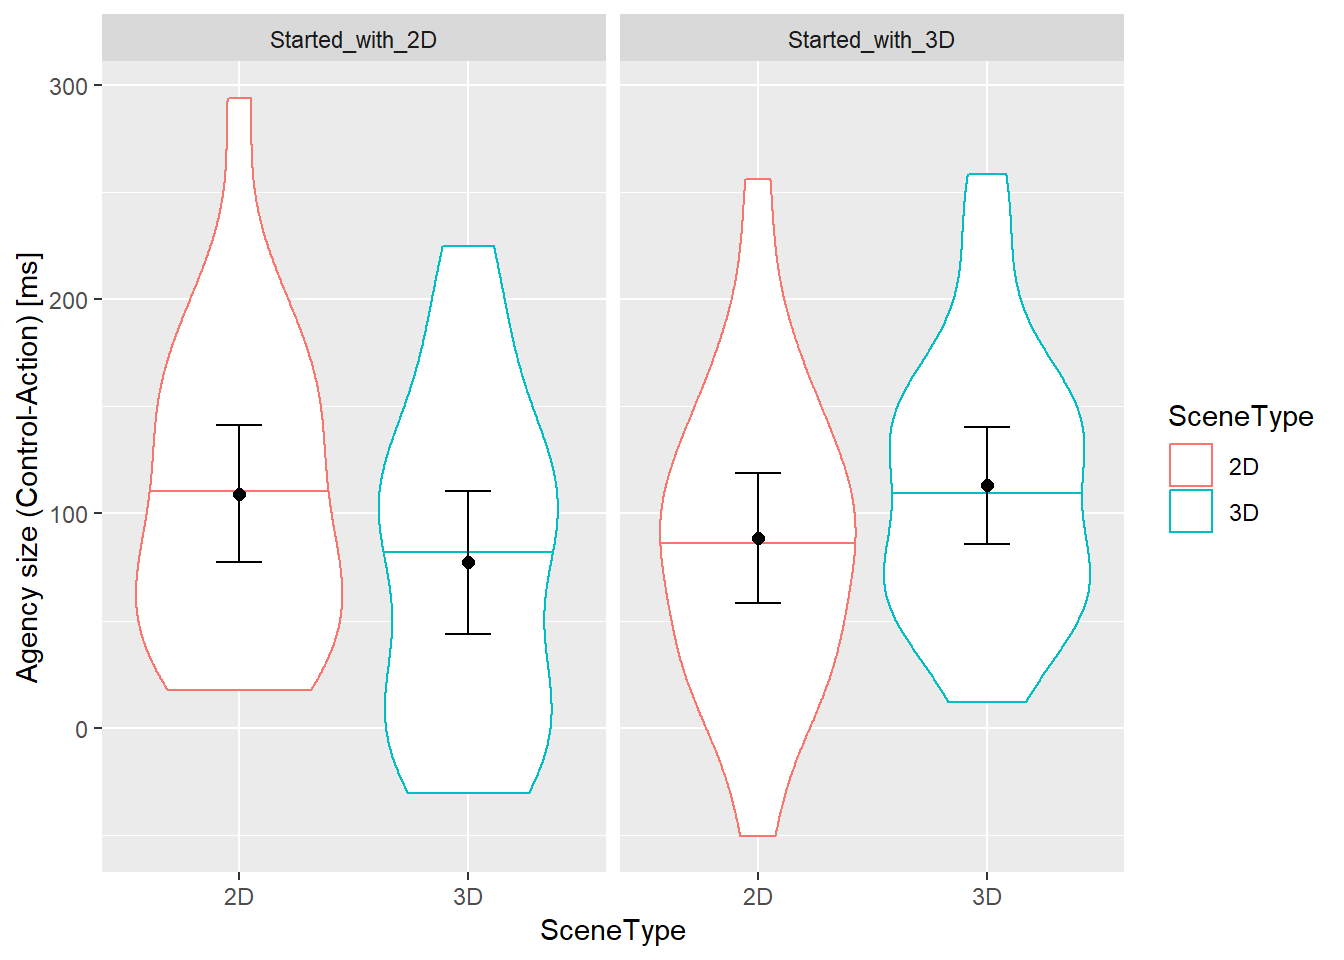 Started_with_2D
Started_with_3D
Agency size (Control-Action) [ms]
300
200
100
0
2D
3D
2D
3D
SceneType
SceneType
2D
3D